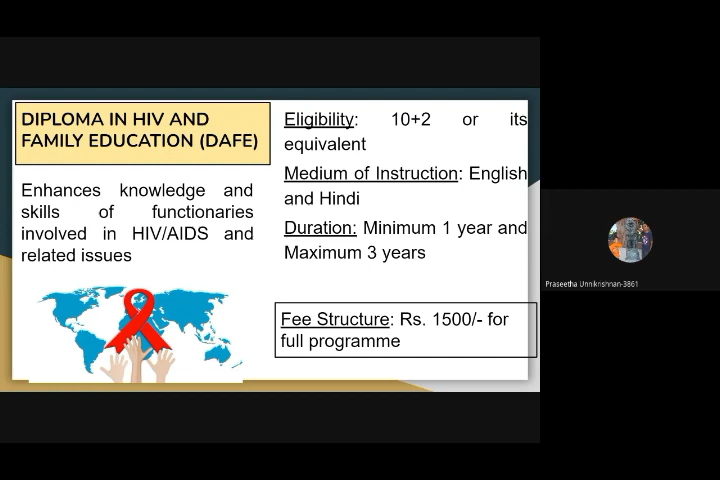 DIPLOMA IN HIV AND
FAMILY EDUCATION (DAFE)
Enhances knowledge and
skills of functionaries
involved in HIV/AIDS and
related issues
Eligibility: 10+2 or its
equivalent
Medium of Instruction: English
and Hindi
Duration: Minimum 1 year and
Maximum 3 years
Fee Structure: Rs. 1500/- for
full programme
Praseetha Unnikrishnan-3861